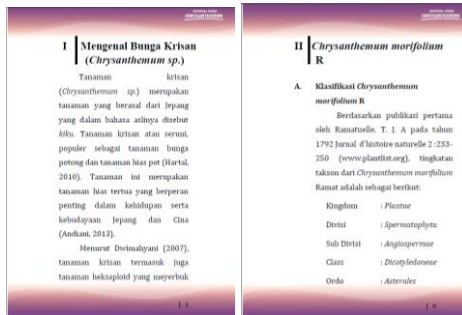 I Mengenal Bunga Krisan
(Chrysanthemum sp.)
Tanaman krisan
(Chrysanthemum sp.) merupakan
tanaman yang berasal dari Jepang
yang dalam bahasa aslinya disebut
kiku. Tanaman krisan atau seruni,
populer sebagai tanaman bunga
potong dan tanaman hias pot (Hartal,
2010). Tanaman ini merupakan
tanaman hias tertua yang berperan
penting dalam kehidupan serta
kebudayaan Jepang dan Cina
(Andiani, 2013).
Menurut Dwimahyani (2007),
tanaman krisan termasuk juga
tanaman heksaploid yang meyerbuk
II Chrysanthemum morifolium
R
A. Klasifikasi Chrysanthemum
morifolium R
Berdasarkan publikasi pertama
oleh Ramatuelle, T. J. A pada tahun
1792 Jurnal d'histoire naturelle 2 :233-
250 (www.plantlist.org), tingkatan
takson dari Chrysanthemum morifolium
Ramat adalah sebagai berikut:
Kingdom : Plantae
Divisi : Spermatophyta
Sub Divisi : Angiospermae
Class : Dicotyledoneae
Ordo : Asterales